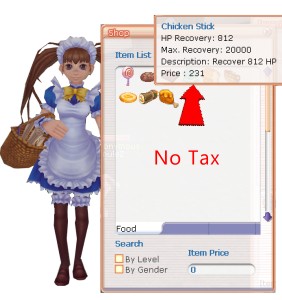 Chicken Stick
HP Recovery: 812
Max. Recovery: 20000
Description: Recover 812 HP
Price : 231
Shop
Item List
No Tax
Food
Search
By Level
By Gender
Item Price
0